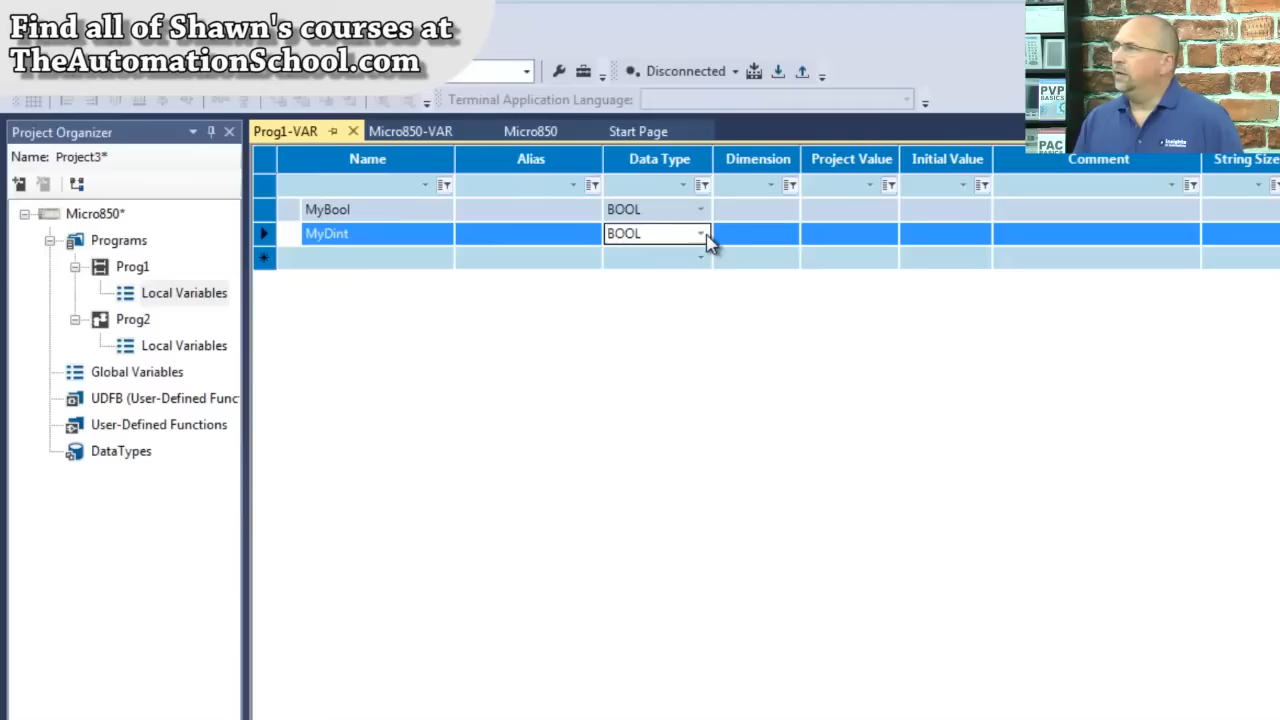 Find all of Shawn's courses at
TheAutomationSchool.com
Disconnected
Terminal Application Language:
PVP
BASICS
PAC
BASICS
Insights
Project Organizer
Prog1-VAR
Micro850-VAR
Micro850
Start Page
Name: Project3*
Name
Alias
Data Type
Dimension
Project Value
Initial Value
Comment
String Size
MyBool
BOOL
MyDint
BOOL
Micro850*
Programs
Prog1
Local Variables
Prog2
Local Variables
Global Variables
UDFB (User-Defined Func
User-Defined Functions
DataTypes